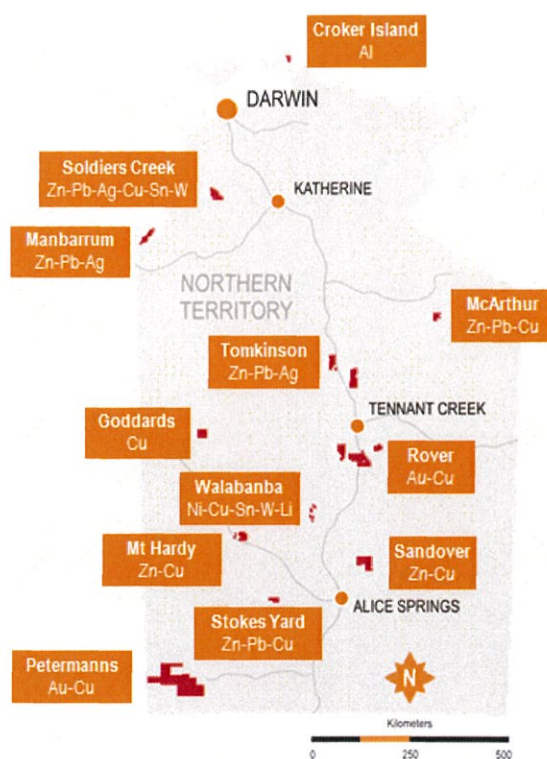 Croker Island
Al
DARWIN
Soldiers Creek
Zn-Pb-Ag-Cu-Sn-W
KATHERINE
Manbarrum
Zn-Pb-Ag
NORTHERN
TERRITORY
McArthur
Zn-Pb-Cu
Tomkinson
Zn-Pb-Ag
TENNANT CREEK
Goddards
Cu
Rover
Au-Cu
Walabanba
Ni-Cu-Sn-W-Li
Mt Hardy
Zn-Cu
Sandover
Zn-Cu
ALICE SPRINGS
Stokes Yard
Zn-Pb-Cu
Petermanns
Au-Cu
N
Kilometers
0 250 500